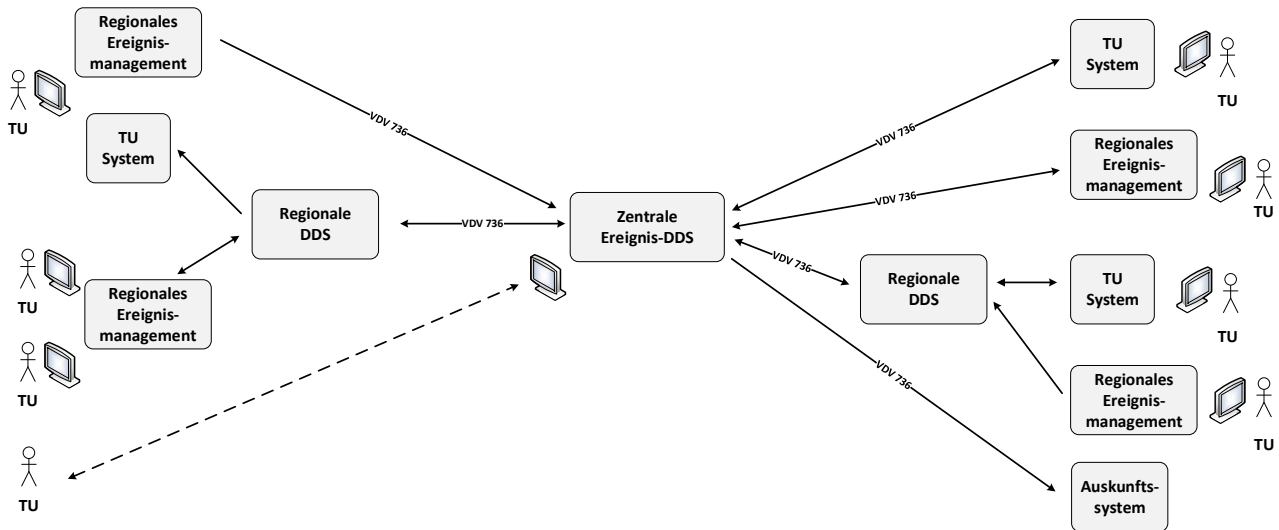 Regionales
Ereignis-
management
TU
TU
System
VDV 736
Regionale
DDS
VDV 736
Zentrale
Ereignis-DDS
TU
Regionales
Ereignis-
management
TU
TU
TU
System
TU
VDV 736
Regionales
Ereignis-
management
TU
VDV 736
VDV 736
Regionale
DDS
TU
System
TU
VDV 736
Regionales
Ereignis-
management
TU
Auskunfts-
system